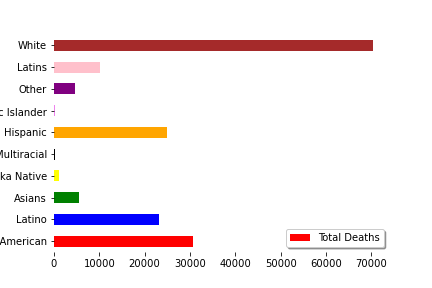 White
Latins
Other
c Islander
Hispanic
Multiracial
ka Native
Asians
Latino
American
Total Deaths
0 10000 20000 30000 40000 50000 60000 70000